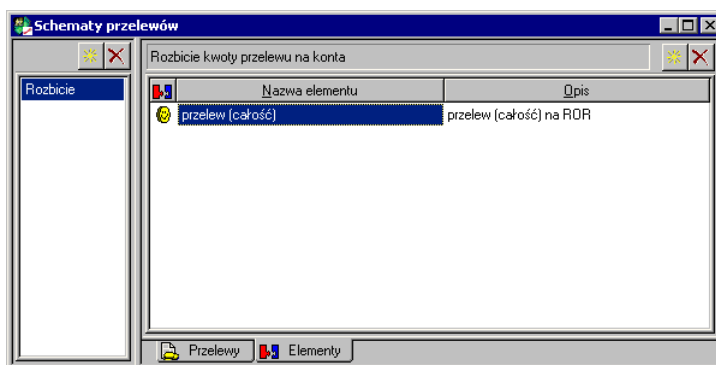 Schematy przelewów
Rozbicie kwoty przelewu na konta
Rozbicie
Nazwa elementu Opis
przelew (całość) przelew (całość) na ROR
Przelewy Elementy